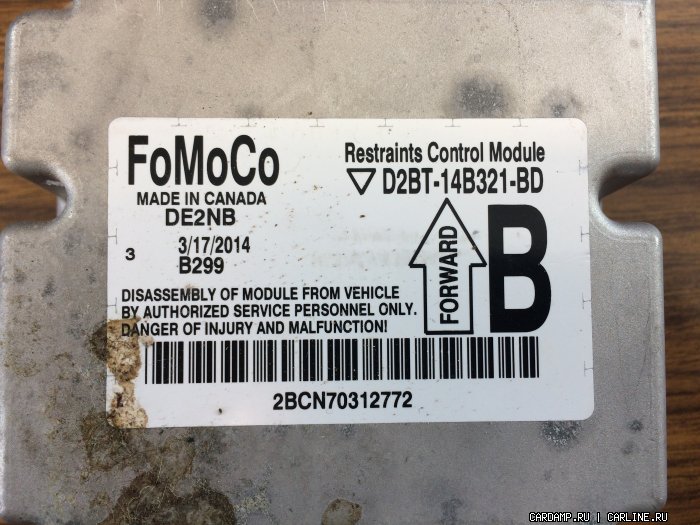 FoMoCo
MADE IN CANADA
DE2NB
3 3/17/2014
B299
Restraints Control Module
D2BT-14B321-BD
FORWARD
B
DISASSEMBLY OF MODULE FROM VEHICLE
BY AUTHORIZED SERVICE PERSONNEL ONLY.
DANGER OF INJURY AND MALFUNCTION!
2BCN70312772
CARDAMP.RU | CARLINE.RU